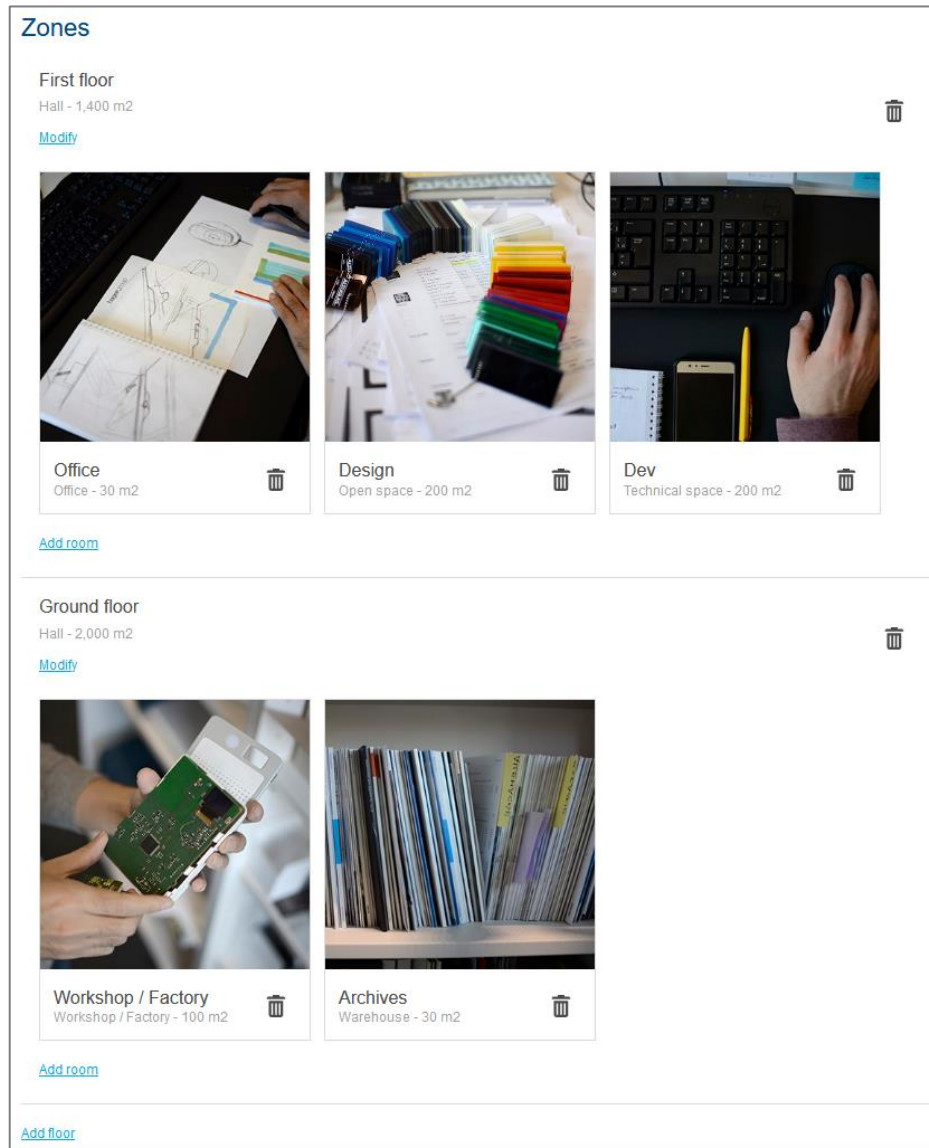 Zones
First floor
Hall - 1,400 m2
Modify
Office
Office - 30 m2
Design
Open space - 200 m2
Dev
Technical space - 200 m2
Add room
Ground floor
Hall - 2,000 m2
Modify
Workshop / Factory
Workshop / Factory - 100 m2
Archives
Warehouse - 30 m2
Add room
Add floor